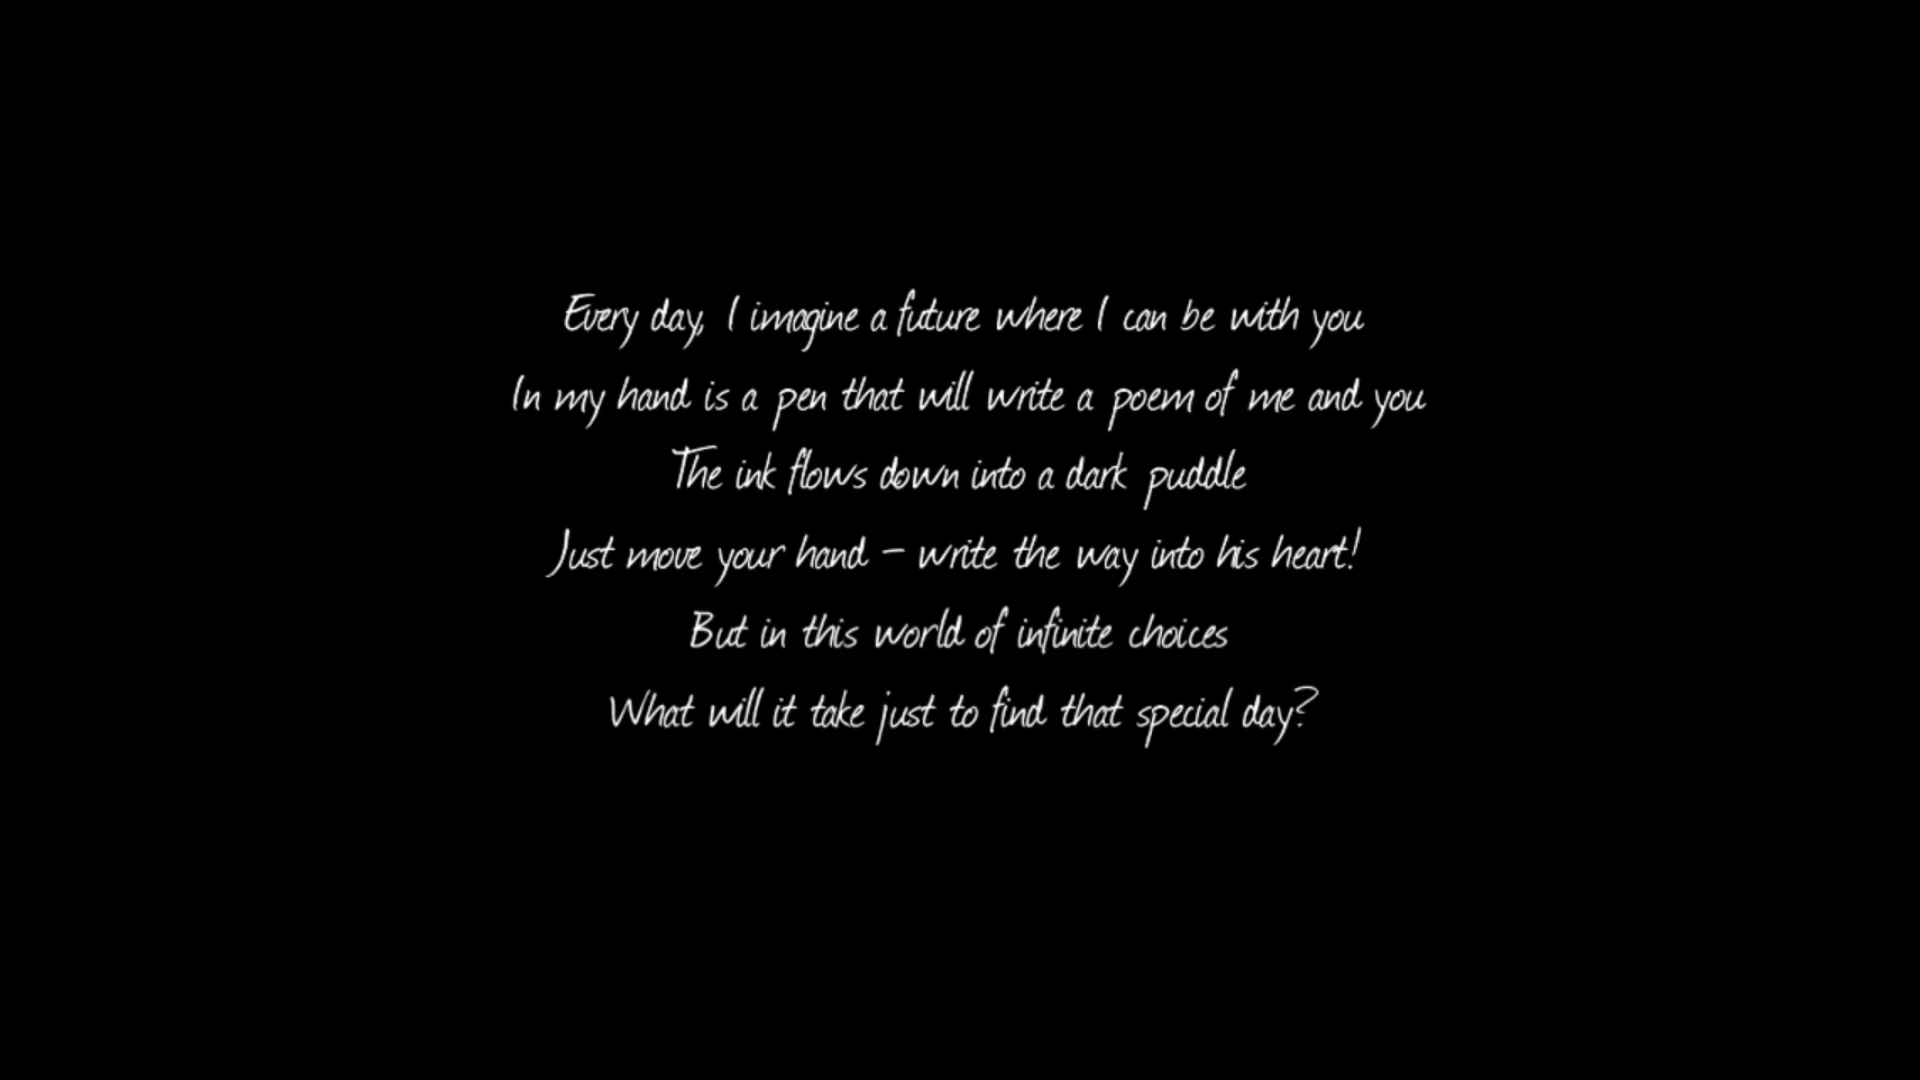 Every day, I imagine a future where I can be with you
In my hand is a pen that will write a poem of me and you
The ink flows down into a dark puddle
Just move your hand – write the way into his heart!
But in this world of infinite choices
What will it take just to find that special day?